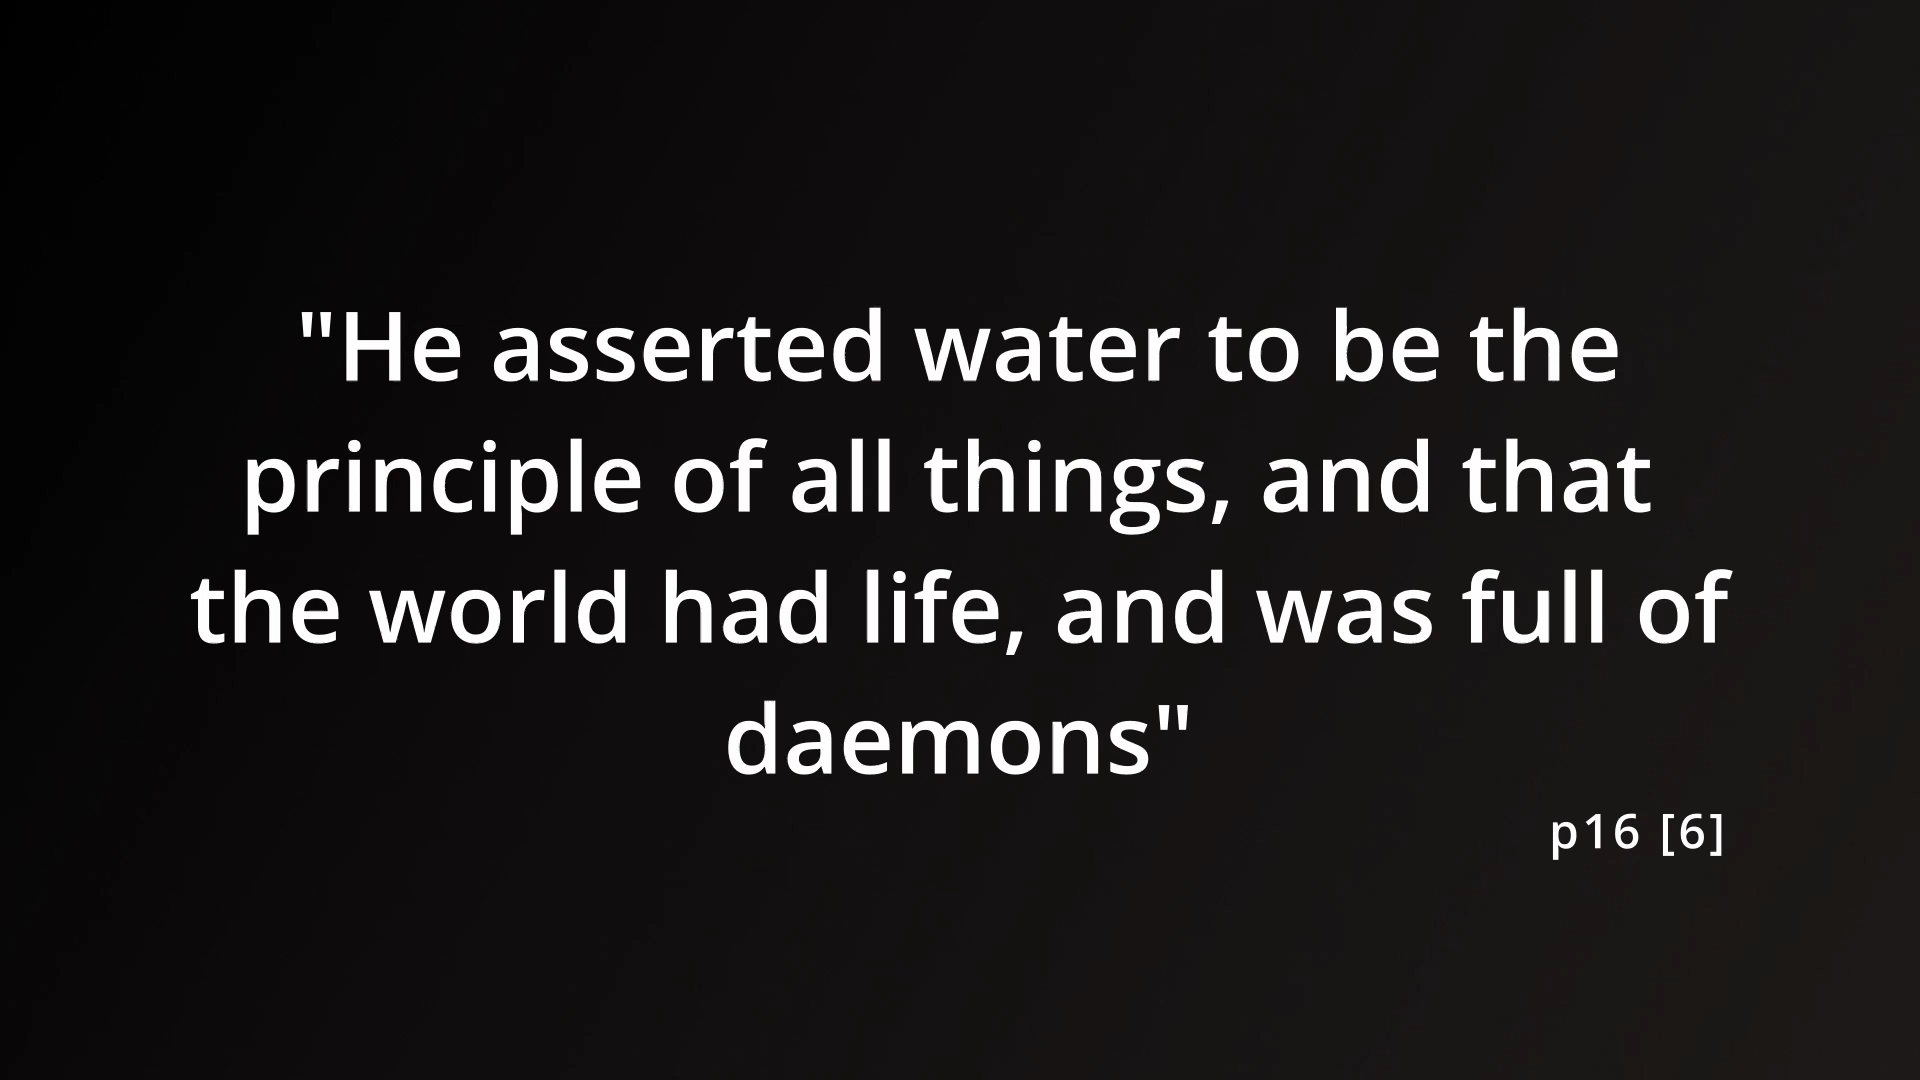 "He asserted water to be the
principle of all things, and that
the world had life, and was full of
daemons"
p16 [6]